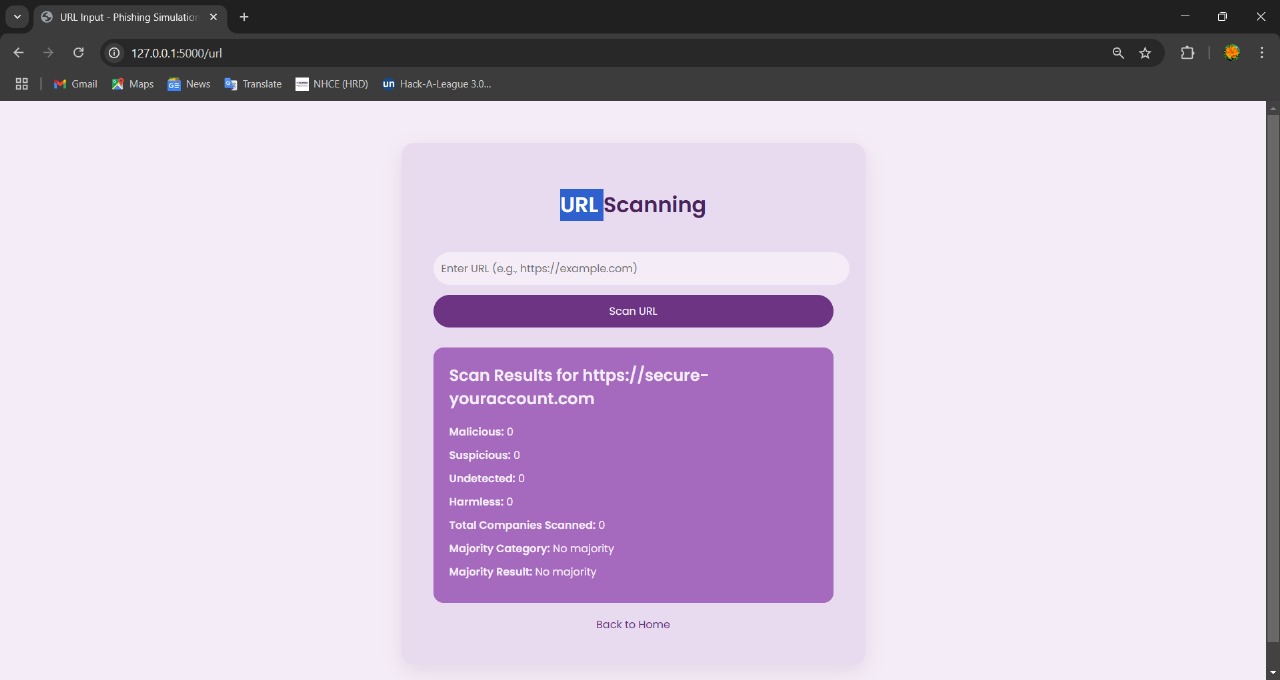 URL Input - Phishing Simulation
127.0.0.1:5000/url
Gmail Maps News Translate NHCE (HRD) un Hack-A-League 3.0...
URL Scanning
Enter URL (e.g., https://example.com)
Scan URL
Scan Results for https://secure-
youraccount.com
Malicious: 0
Suspicious: 0
Undetected: 0
Harmless: 0
Total Companies Scanned: 0
Majority Category: No majority
Majority Result: No majority
Back to Home